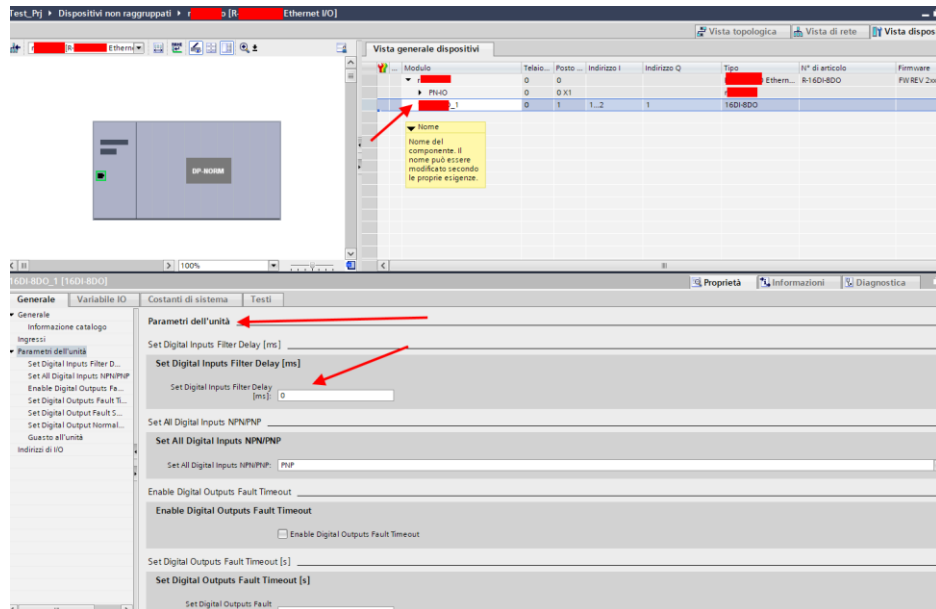 Test_Prj ▸ Dispositivi non raggruppati ▸ r o [R- Ethernet I/O]
Vista topologica Vista di rete Vista dispos
r [R- Ethern
Vista generale dispositivi
... Modulo Telaio... Posto ... Indirizzo I Indirizzo Q Tipo N° di articolo Firmware
r 0 0 Ethern... R-16DI-8DO FW REV 2xx
PN-IO 0 0 X1 r
_1 0 1 1...2 1 16DI-8DO
Nome
Nome del
componente. Il
nome può essere
modificato secondo
le proprie esigenze.
DP-NORM
100%
16DI-8DO_1 [16DI-8DO]
Proprietà Informazioni Diagnostica
Generale Variabile IO Costanti di sistema Testi
Generale
Informazione catalogo
Ingressi
Parametri dell'unità
Set Digital Inputs Filter D...
Set All Digital Inputs NPN/PNP
Enable Digital Outputs Fa...
Set Digital Outputs Fault Ti...
Set Digital Output Fault S...
Set Digital Output Normal...
Guasto all'unità
Indirizzi di I/O
Parametri dell'unità
Set Digital Inputs Filter Delay [ms]
Set Digital Inputs Filter Delay [ms]
Set Digital Inputs Filter Delay
[ms]: 0
Set All Digital Inputs NPN/PNP
Set All Digital Inputs NPN/PNP
Set All Digital Inputs NPN/PNP: PNP
Enable Digital Outputs Fault Timeout
Enable Digital Outputs Fault Timeout
Enable Digital Outputs Fault Timeout
Set Digital Outputs Fault Timeout [s]
Set Digital Outputs Fault Timeout [s]
Set Digital Outputs Fault